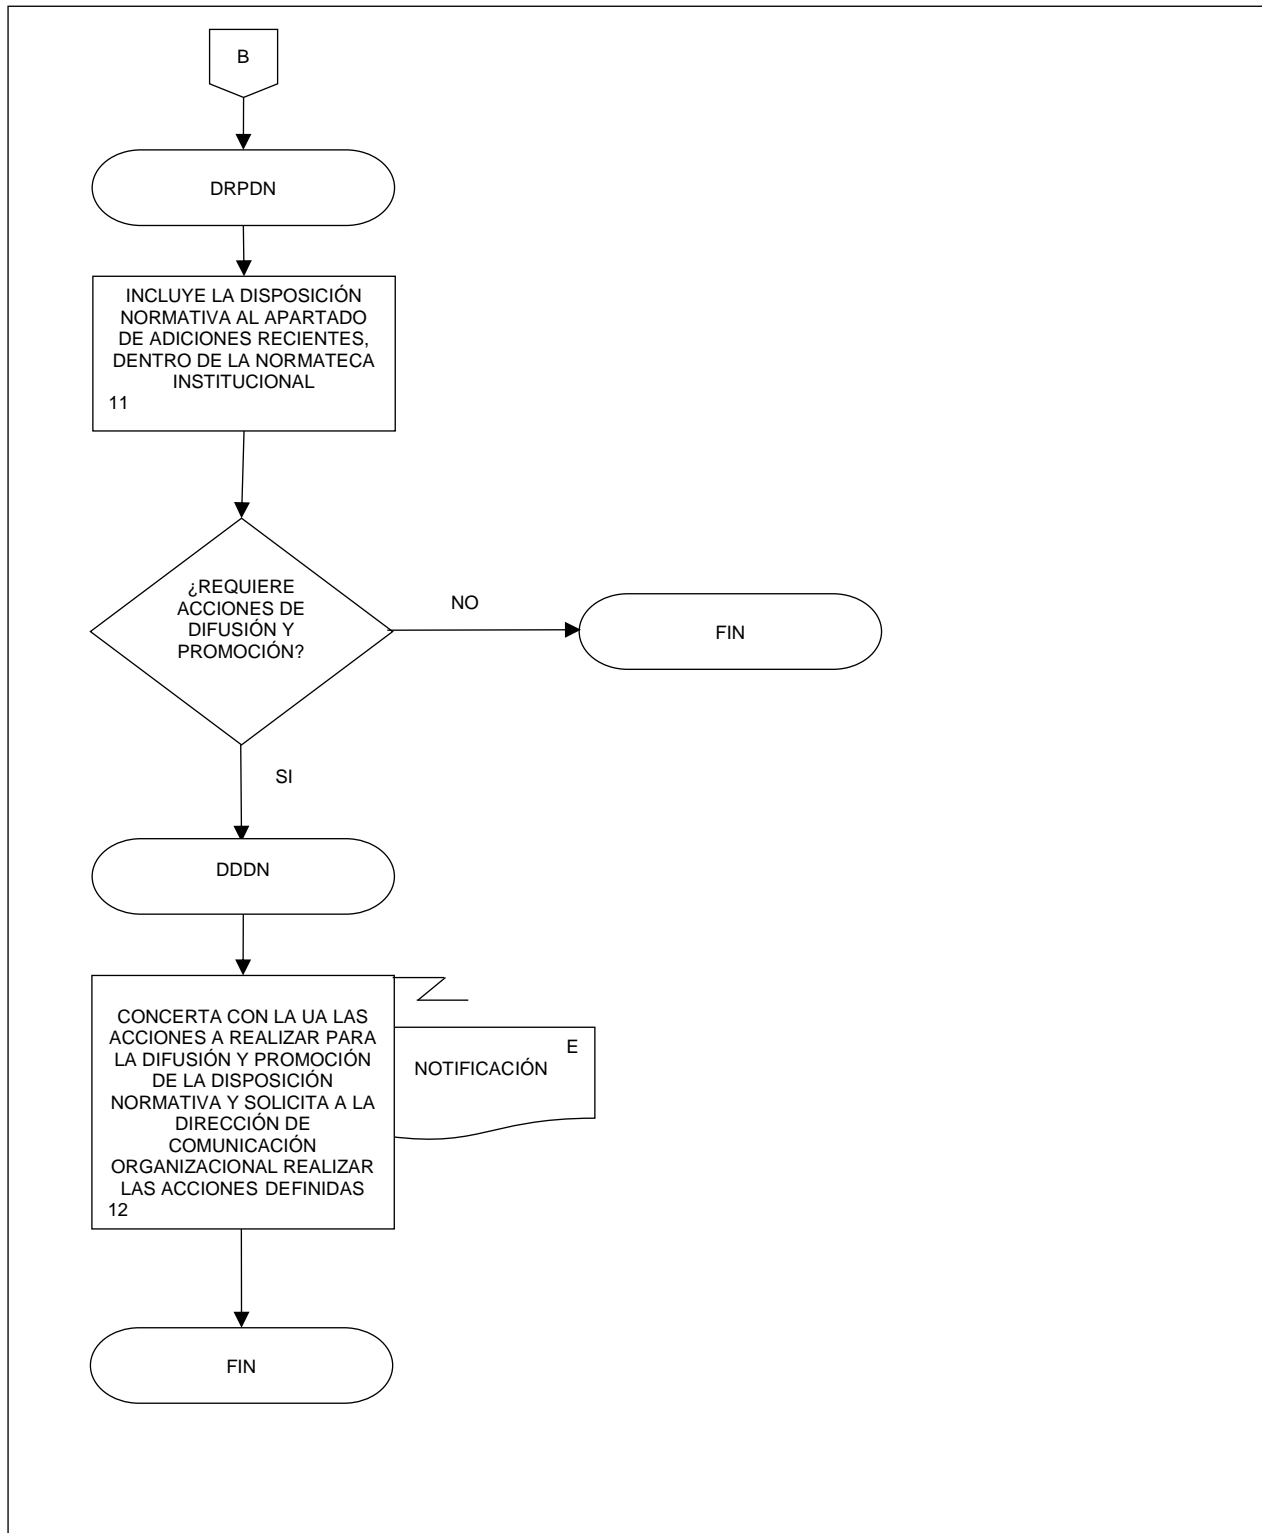 B
DRPDN
INCLUYE LA DISPOSICIÓN
NORMATIVA AL APARTADO
DE ADICIONES RECIENTES,
DENTRO DE LA NORMATECA
INSTITUCIONAL
11
¿REQUIERE
ACCIONES DE
DIFUSIÓN Y
PROMOCIÓN?
NO
FIN
SI
DDDN
CONCERTA CON LA UA LAS
ACCIONES A REALIZAR PARA
LA DIFUSIÓN Y PROMOCIÓN
DE LA DISPOSICIÓN
NORMATIVA Y SOLICITA A LA
DIRECCIÓN DE
COMUNICACIÓN
ORGANIZACIONAL REALIZAR
LAS ACCIONES DEFINIDAS
12
E
NOTIFICACIÓN
FIN